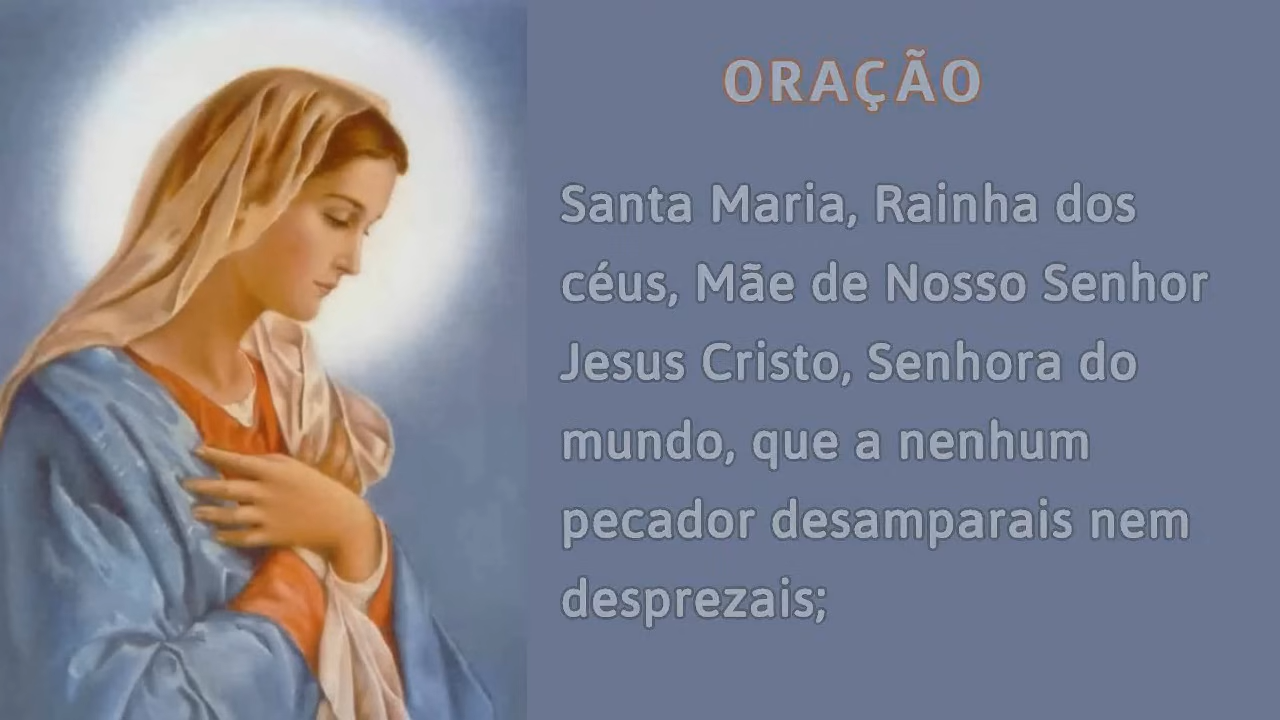 ORAÇÃO
Santa Maria, Rainha dos
céus, Mãe de Nosso Senhor
Jesus Cristo, Senhora do
mundo, que a nenhum
pecador desamparais nem
desprezais;